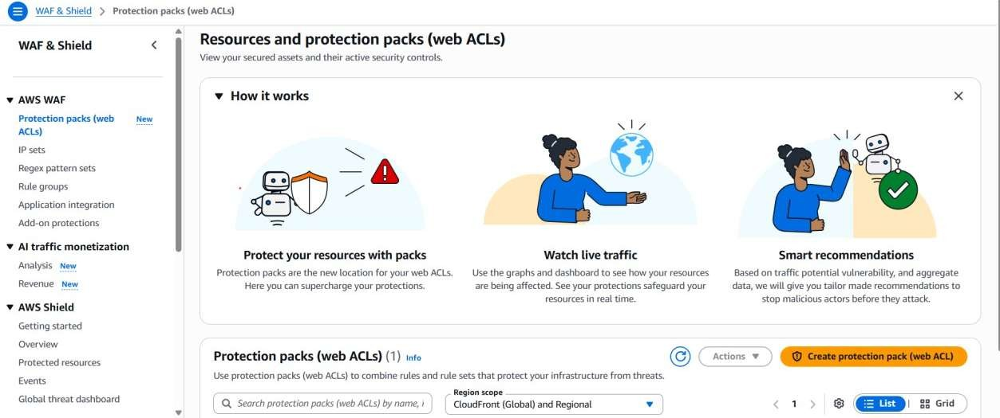 WAF & Shield > Protection packs (web ACLs)
WAF & Shield
AWS WAF
Protection packs (web ACLs) New
IP sets
Regex pattern sets
Rule groups
Application integration
Add-on protections
AI traffic monetization
Analysis New
Revenue New
AWS Shield
Getting started
Overview
Protected resources
Events
Global threat dashboard
Resources and protection packs (web ACLs)
View your secured assets and their active security controls.
How it works
Protect your resources with packs
Protection packs are the new location for your web ACLs.
Here you can supercharge your protections.
Watch live traffic
Use the graphs and dashboard to see how your resources
are being affected. See your protections safeguard your
resources in real time.
Smart recommendations
Based on traffic potential vulnerability, and aggregate
data, we will give you tailor made recommendations to
stop malicious actors before they attack.
Protection packs (web ACLs) (1) Info
Actions
Create protection pack (web ACL)
Use protection packs (web ACLs) to combine rules and rule sets that protect your infrastructure from threats.
Search protection packs (web ACLs) by name,
Region scope
CloudFront (Global) and Regional
1
List
Grid